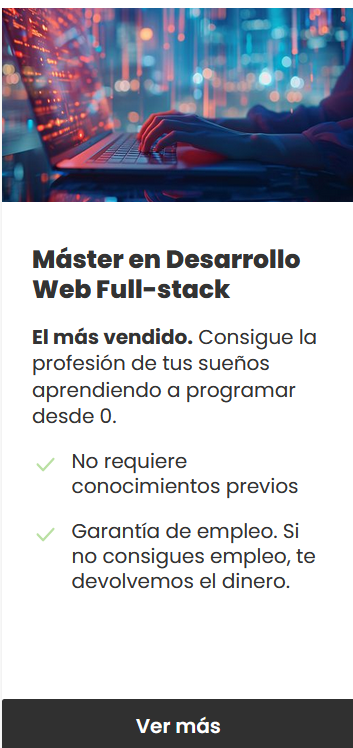 Máster en Desarrollo
Web Full-stack
El más vendido. Consigue la
profesión de tus sueños
aprendiendo a programar
desde 0.
No requiere
conocimientos previos
Garantía de empleo. Si
no consigues empleo, te
devolvemos el dinero.
Ver más